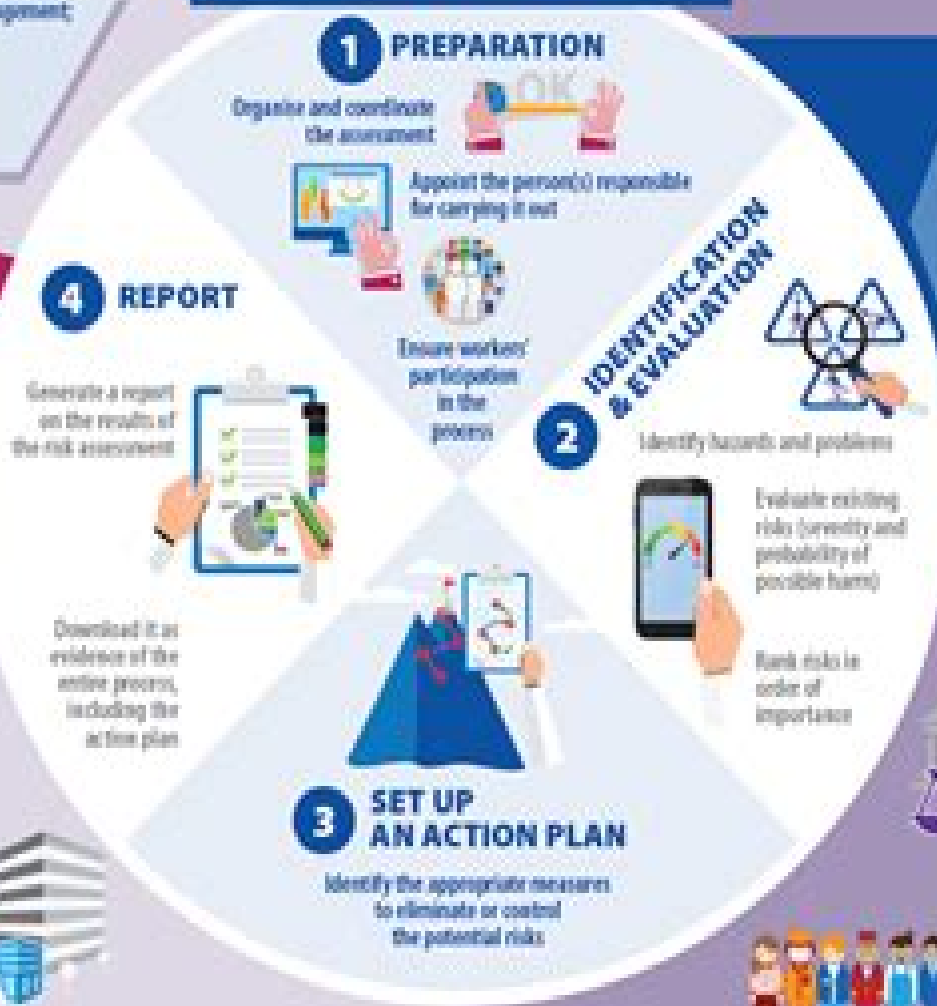 opment;
1 PREPARATION
Organise and coordinate
the assessment
OK
Appoint the person(s) responsible
for carrying it out
Ensure workers'
participation
in the
process
2 IDENTIFICATION
& EVALUATION
Identify hazards and problems
Evaluate existing
risks (severity and
probability of
possible harm)
Rank risks in
order of
importance
3 SET UP
AN ACTION PLAN
Identify the appropriate measures
to eliminate or control
the potential risks
4 REPORT
Generate a report
on the results of
the risk assessment
Download it as
evidence of the
entire process,
including the
action plan